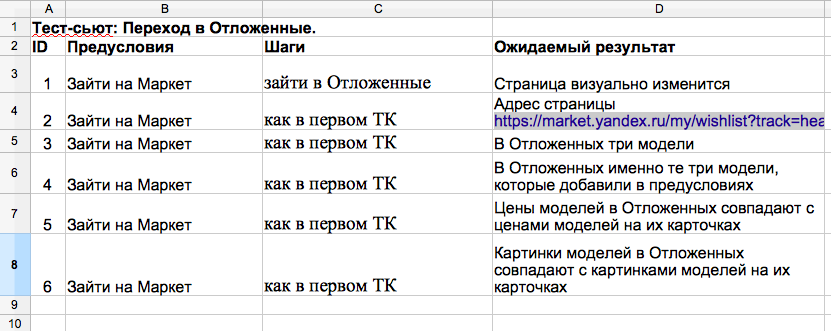 A B C D
1 Тест-сьют: Переход в Отложенные.
2 ID Предусловия Шаги Ожидаемый результат
3 1 Зайти на Маркет зайти в Отложенные Страница визуально изменится
4 2 Зайти на Маркет как в первом ТК Адрес страницы
https://market.yandex.ru/my/wishlist?track=hea
5 3 Зайти на Маркет как в первом ТК В Отложенных три модели
6 4 Зайти на Маркет как в первом ТК В Отложенных именно те три модели,
которые добавили в предусловиях
7 5 Зайти на Маркет как в первом ТК Цены моделей в Отложенных совпадают с
ценами моделей на их карточках
8 6 Зайти на Маркет как в первом ТК Картинки моделей в Отложенных
совпадают с картинками моделей на их
карточках
9
10